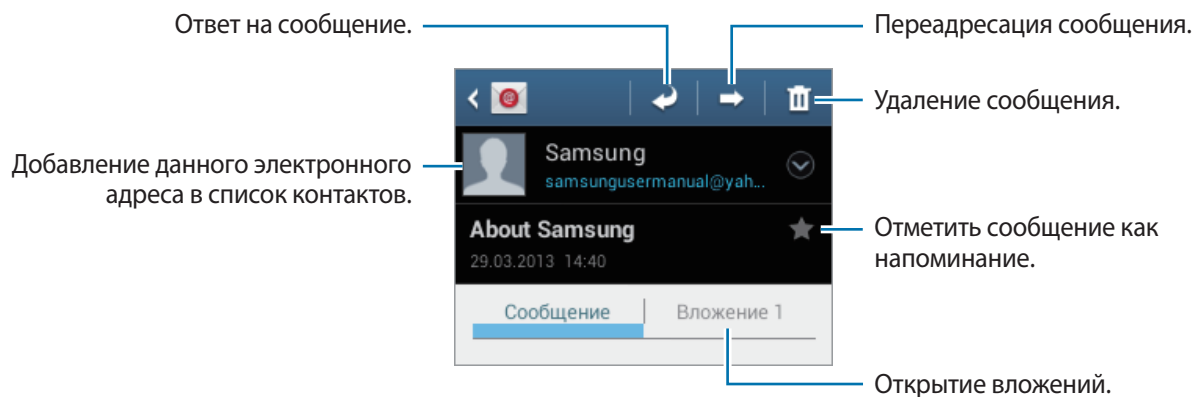 Ответ на сообщение.
Переадресация сообщения.
Удаление сообщения.
Добавление данного электронного
адреса в список контактов.
Samsung
samsungusermanual@yah...
About Samsung
29.03.2013 14:40
Отметить сообщение как
напоминание.
Сообщение
Вложение 1
Открытие вложений.